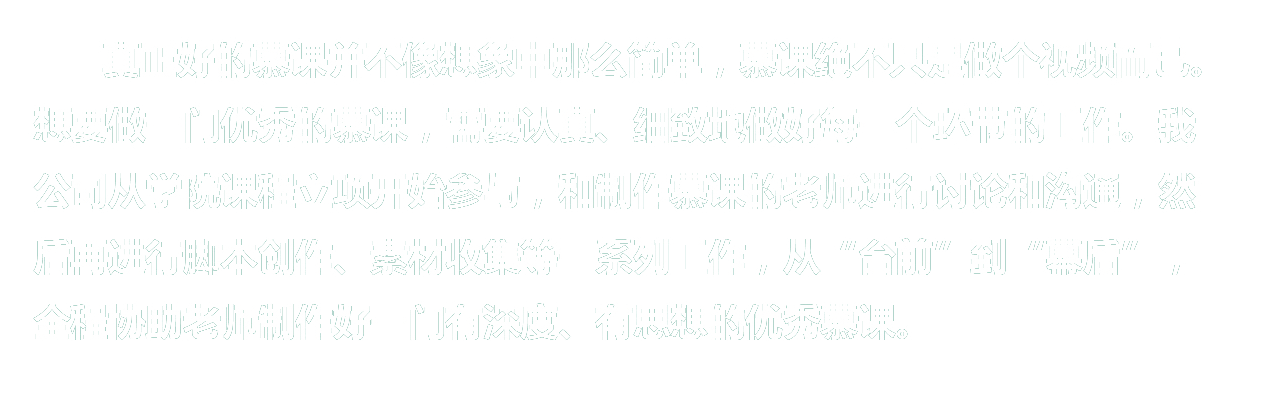 真正好的慕课并不像想象中那么简单，慕课绝不只是做个视频而已。
想要做一门优秀的慕课，需要认真、细致地做好每一个环节的工作。我
公司从学院课程立项开始参与，和制作慕课的老师进行讨论和沟通，然
后再进行脚本创作、素材收集等一系列工作，从“台前”到“幕后”，
全程协助老师制作好一门有深度、有思想的优秀慕课。